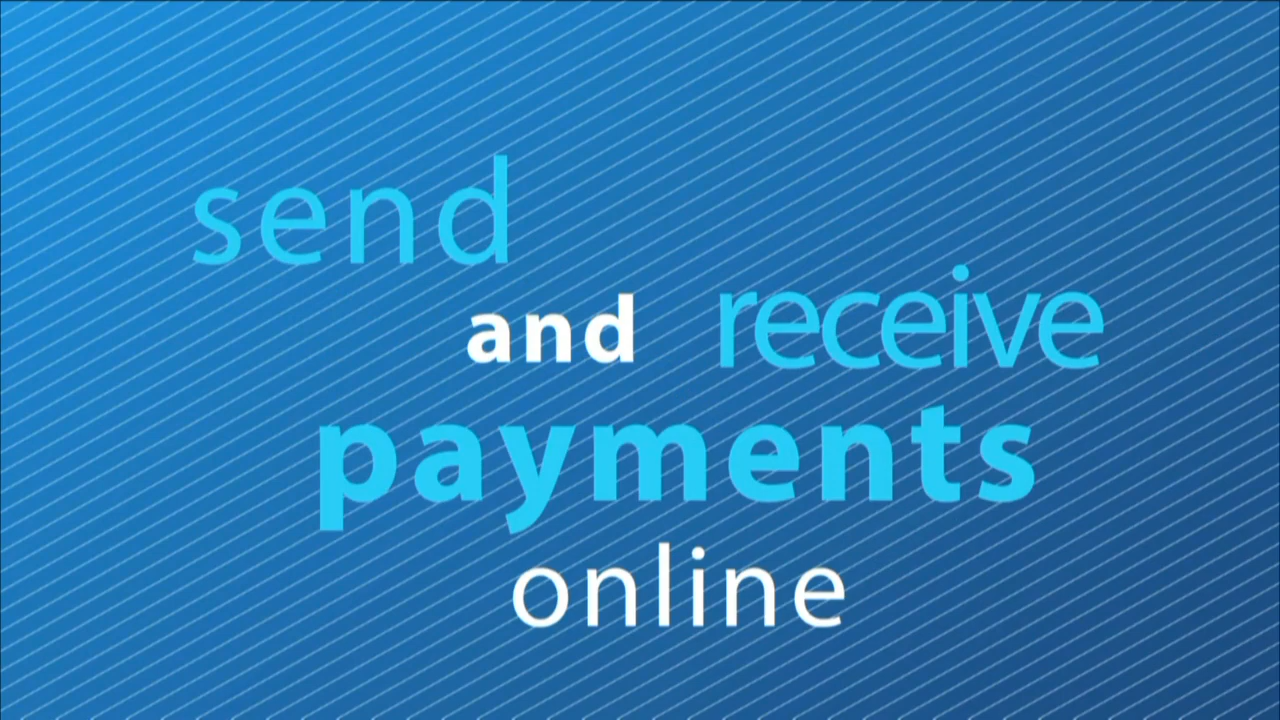 send
and receive
payments
online